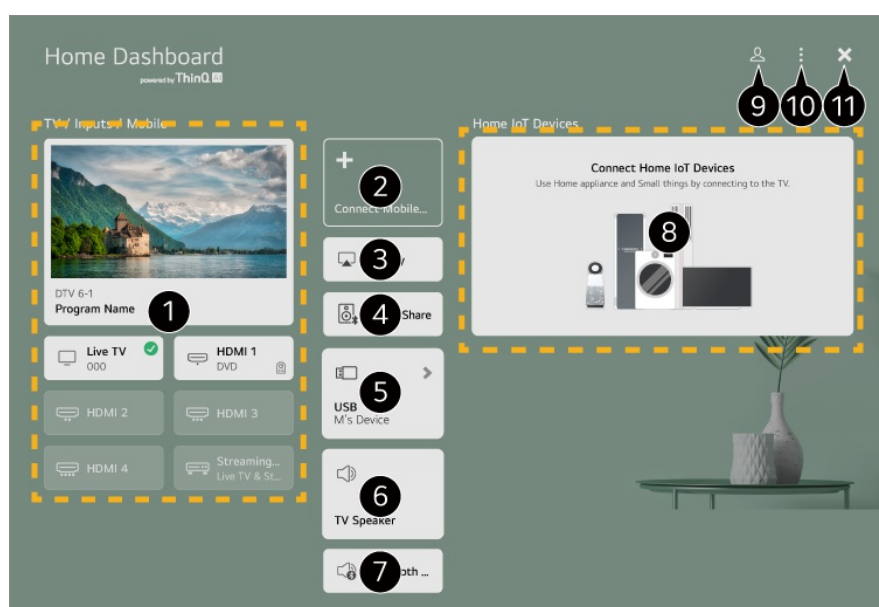 Home Dashboard
powered by ThinQ AI
9
10
11
TV / Inputs / Mobile
Home IoT Devices
2
Connect Mobile...
Connect Home IoT Devices
Use Home appliance and Small things by connecting to the TV.
3
8
DTV 6-1
Program Name
1
4
Share
Live TV
000
HDMI 1
DVD
5
USB
M's Device
HDMI 2
HDMI 3
HDMI 4
Streaming...
Live TV & St...
6
TV Speaker
7